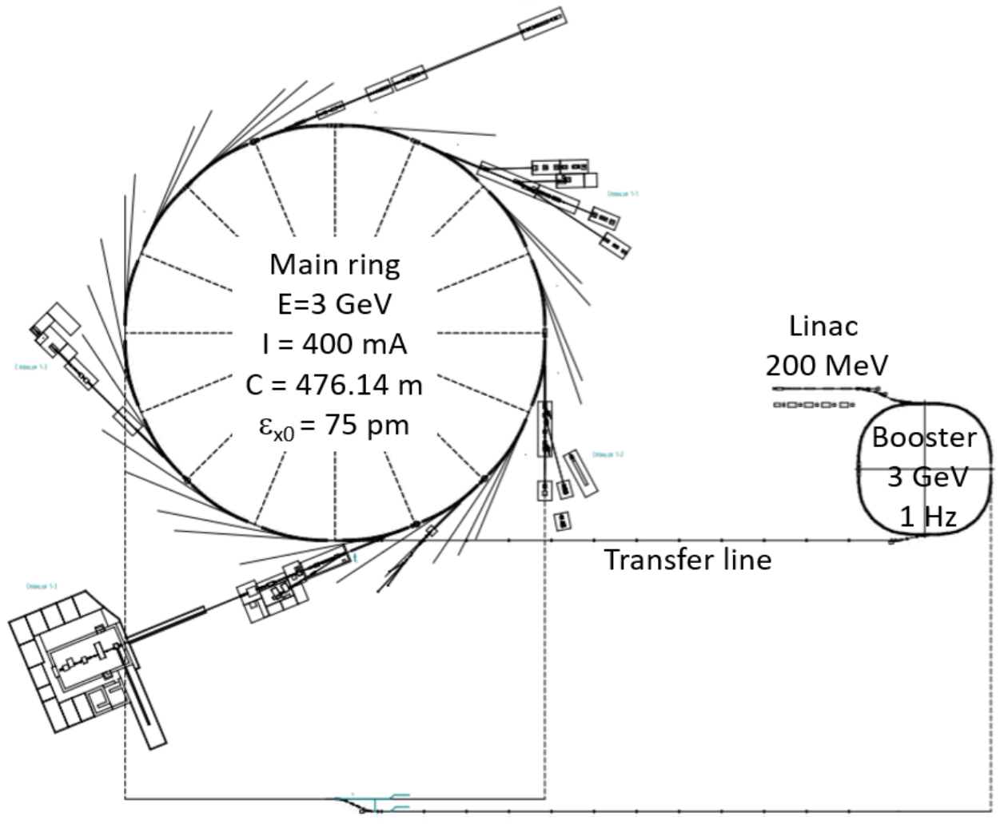 Main ring
E=3 GeV
I = 400 mA
C = 476.14 m
εx0 = 75 pm
Linac
200 MeV
Booster
3 GeV
1 Hz
Transfer line